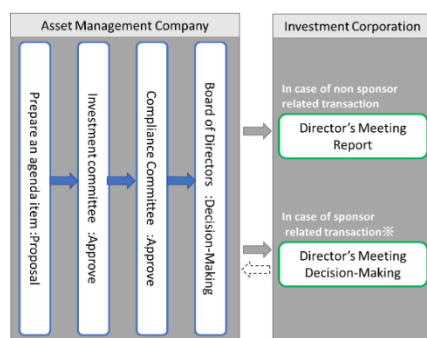 Asset Management Company
Prepare an agenda item :Proposal
Investment committee :Approve
Compliance Committee :Approve
Board of Directors :Decision-Making
Investment Corporation
In case of non sponsor
related transaction
Director's Meeting
Report
In case of sponsor
related transaction※
Director's Meeting
Decision-Making